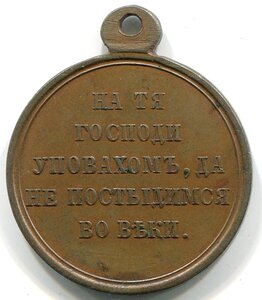 НА ТЯ
ГОСПОДИ
УПОВАХОМЪ, ДА
НЕ ПОСТЫДИМСЯ
ВО ВѢКИ.